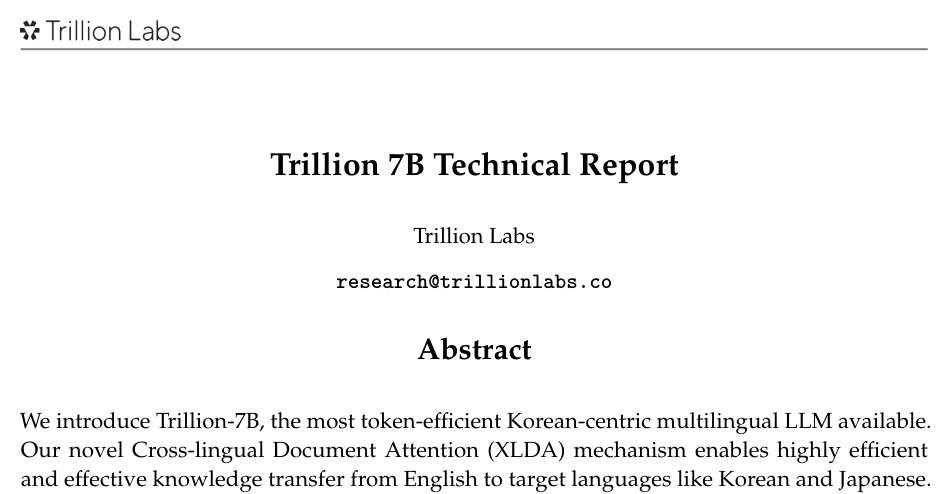 Trillion Labs
Trillion 7B Technical Report
Trillion Labs
research@trillionlabs.co
Abstract
We introduce Trillion-7B, the most token-efficient Korean-centric multilingual LLM available.
Our novel Cross-lingual Document Attention (XLDA) mechanism enables highly efficient
and effective knowledge transfer from English to target languages like Korean and Japanese.